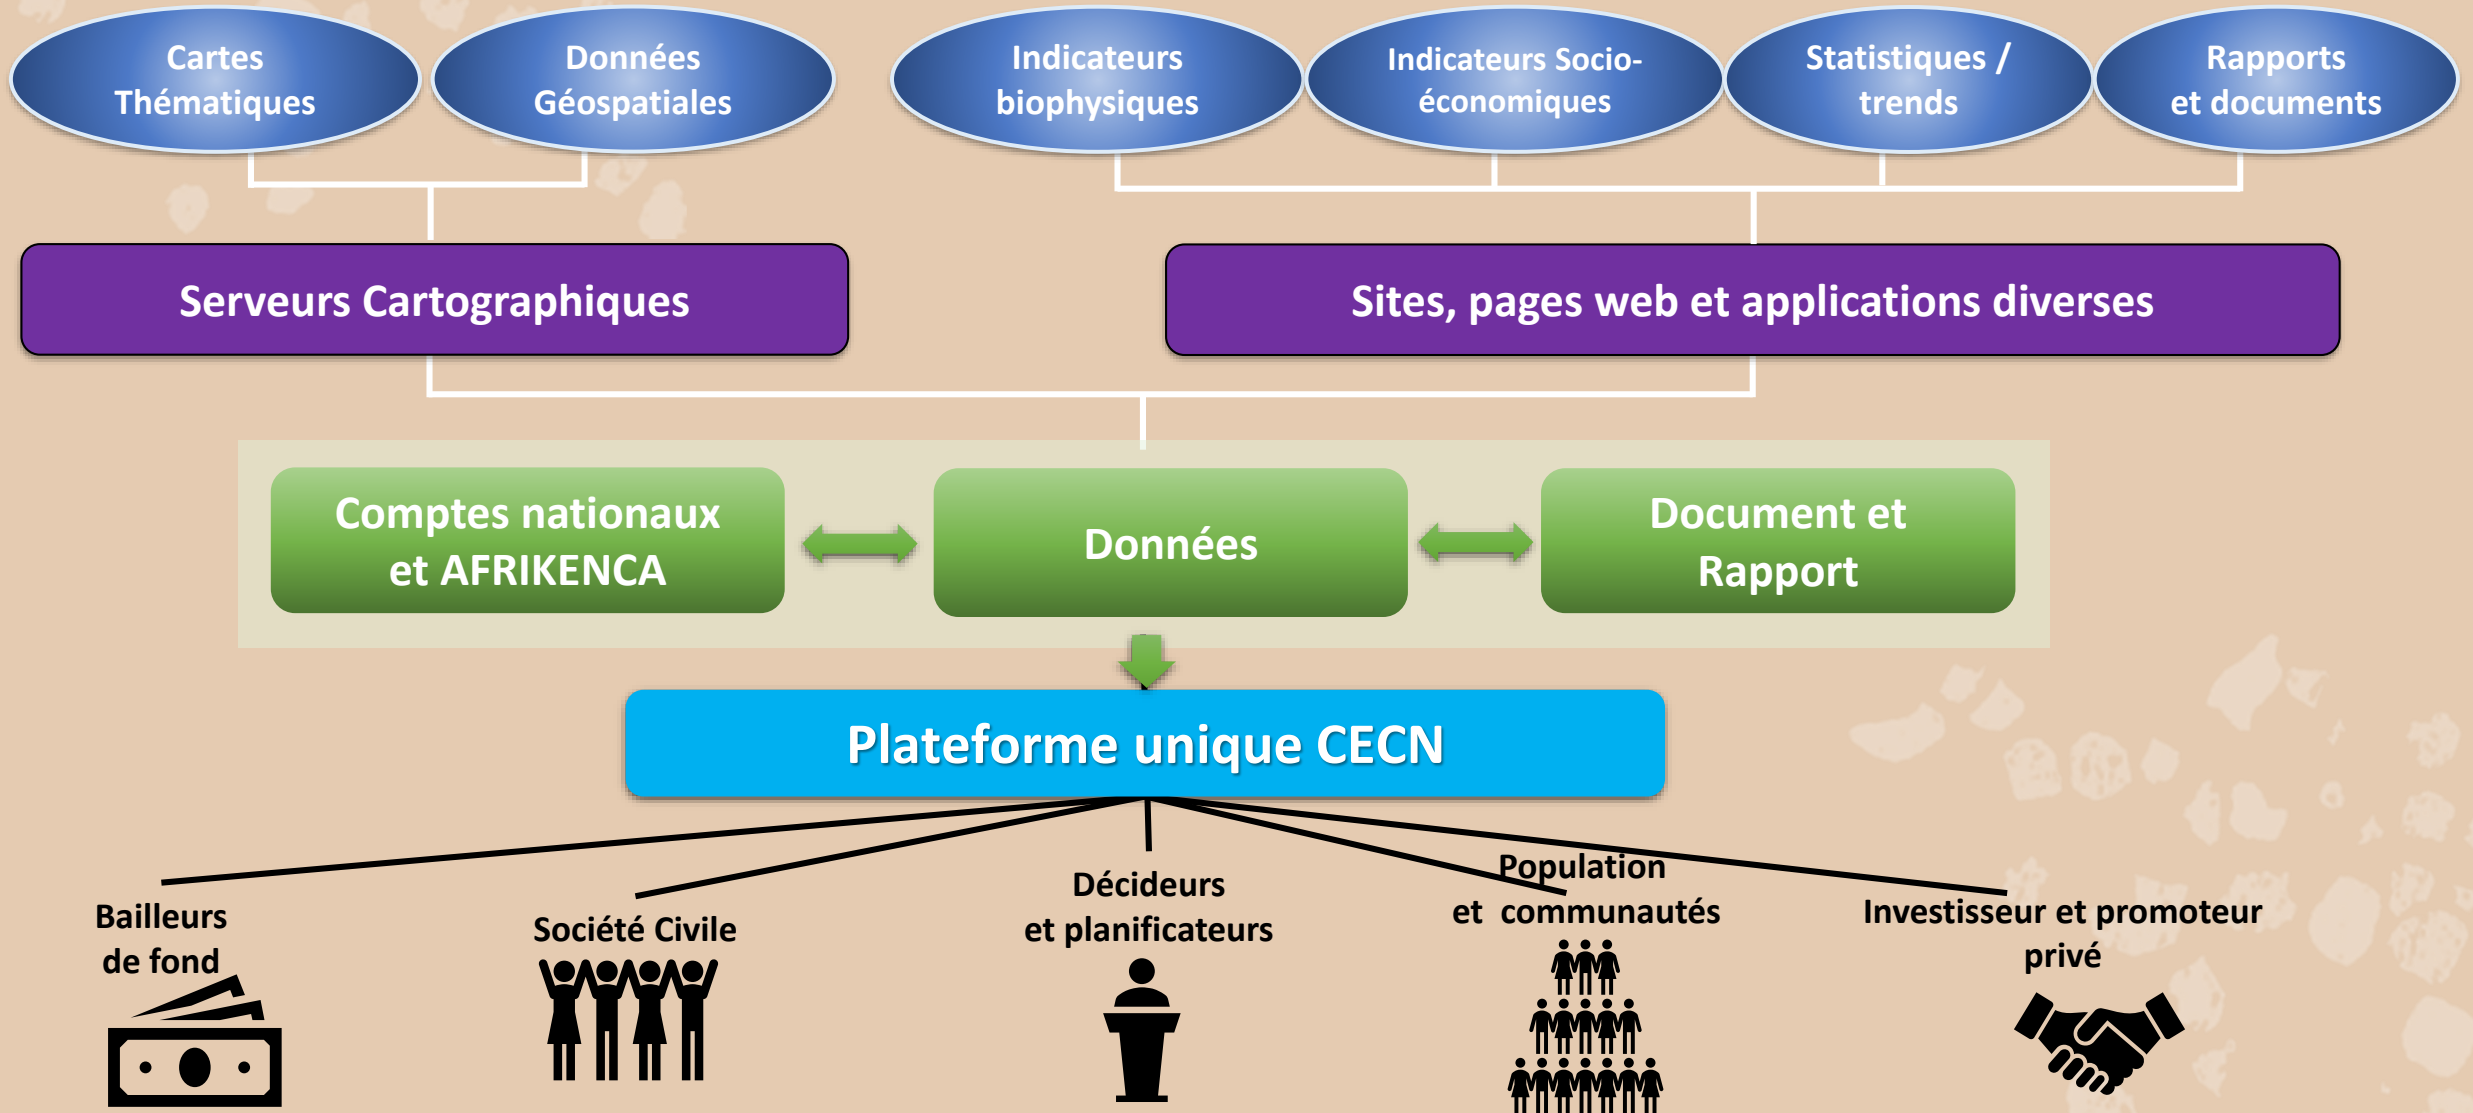 Cartes
Thématiques
Données
Géospatiales
Indicateurs
biophysiques
Indicateurs Socio-
économiques
Statistiques /
trends
Rapports
et documents
Serveurs Cartographiques
Sites, pages web et applications diverses
Comptes nationaux
et AFRIKENCA
Données
Document et
Rapport
Plateforme unique CECN
Bailleurs
de fond
Société Civile
Décideurs
et planificateurs
Population
et communautés
Investisseur et promoteur
privé